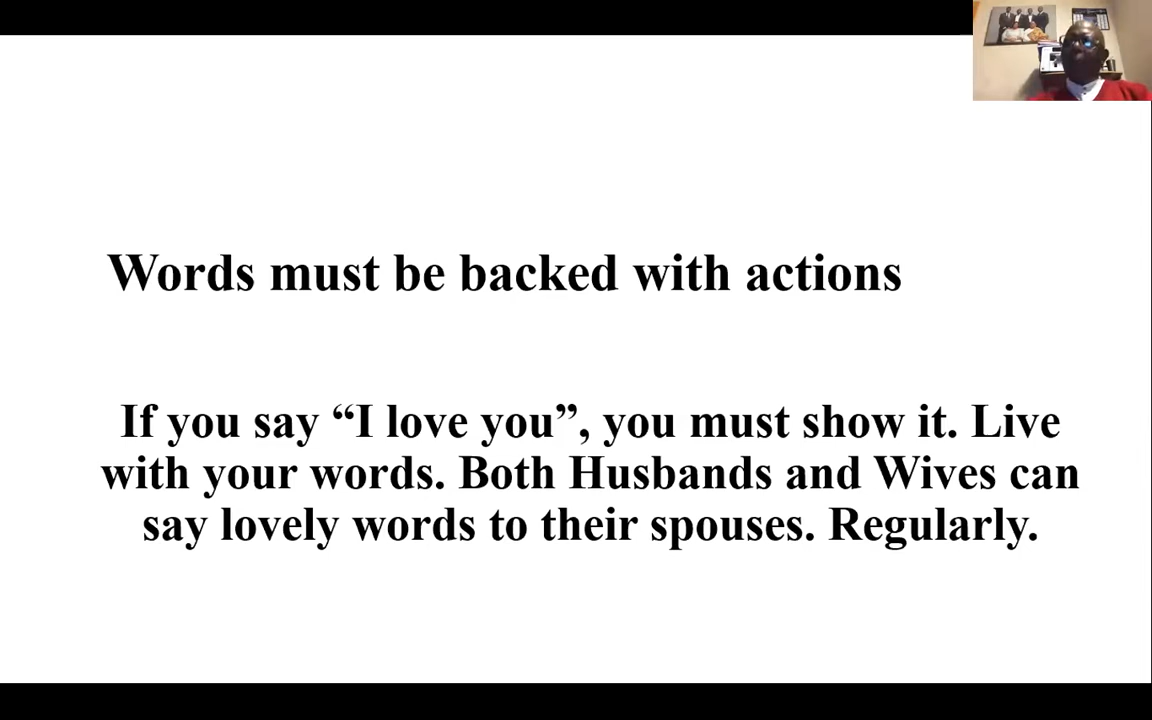 Words must be backed with actions
If you say “I love you”, you must show it. Live
with your words. Both Husbands and Wives can
say lovely words to their spouses. Regularly.